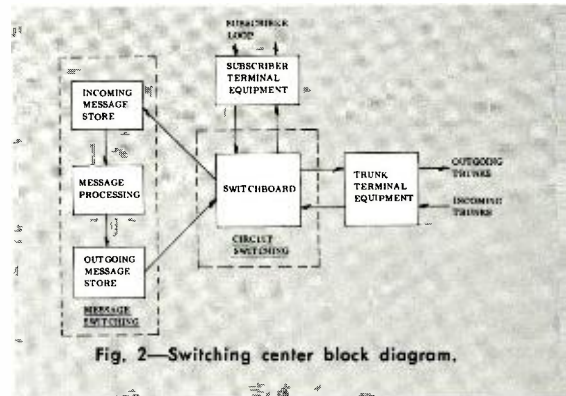 SUBSCRIBER
LOOP
SUBSCRIBER
TERMINAL
EQUIPMENT
INCOMING
MESSAGE
STORE
MESSAGE
PROCESSING
SWITCHBOARD
TRUNK
TERMINAL
EQUIPMENT
OUTGOING
TRUNKS
INCOMING
TRUNKS
CIRCUIT
SWITCHING
OUTGOING
MESSAGE
STORE
MESSAGE
SWITCHING
Fig. 2—Switching center block diagram.